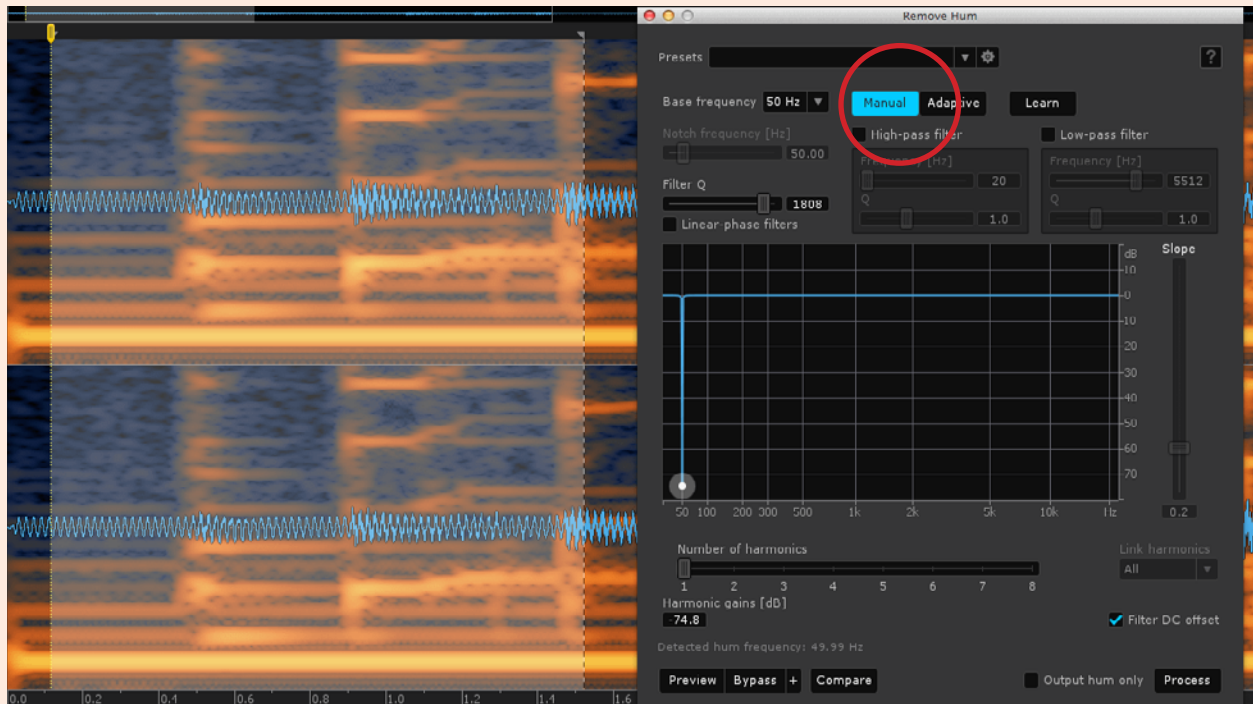 Remove Hum
Presets
?
Base frequency 50 Hz Manual Adaptive Learn
Notch frequency [Hz] High-pass filter Low-pass filter
50.00 Frequency [Hz] Frequency [Hz]
20 5512
Filter Q Q Q
1808 1.0 1.0
Linear-phase filters
dB Slope
-10
-0
-10
20
-30
-40
-50
-60
70
50 100 200 300 500 1k 2k 5k 10k Hz 0.2
Number of harmonics Link harmonics
All
1 2 3 4 5 6 7 8
Harmonic gains [dB]
-74.8 Filter DC offset
Detected hum frequency: 49.99 Hz
Preview Bypass + Compare Output hum only Process
0.0 0.2 0.4 0.6 0.8 1.0 1.2 1.4 1.6